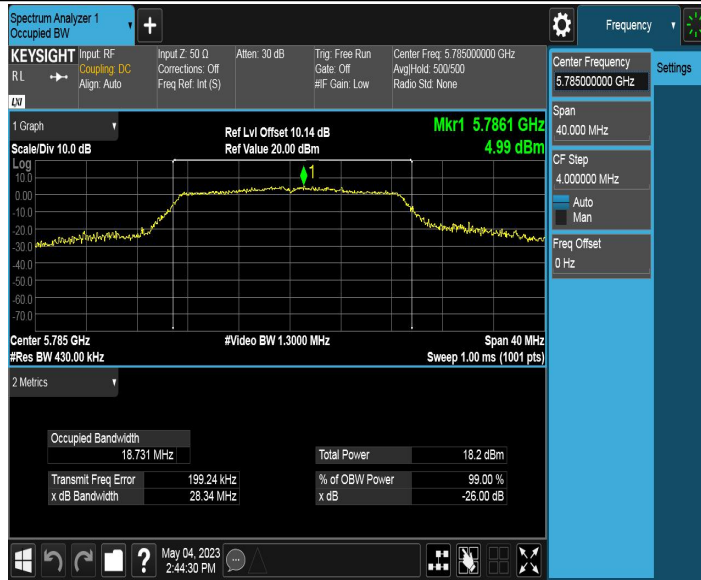 Spectrum Analyzer 1
Occupied BW
Frequency
KEYSIGHT
RL
LXI
Input: RF
Coupling: DC
Align: Auto
Input Z: 50 Ω
Corrections: Off
Freq Ref: Int (S)
Atten: 30 dB
Trig: Free Run
Gate: Off
#IF Gain: Low
Center Freq: 5.785000000 GHz
Avg|Hold: 500/500
Radio Std: None
Center Frequency
5.785000000 GHz
Settings
Span
40.000 MHz
CF Step
4.000000 MHz
Auto
Man
Freq Offset
0 Hz
1 Graph
Scale/Div 10.0 dB
Ref Lvl Offset 10.14 dB
Ref Value 20.00 dBm
Mkr1 5.7861 GHz
4.99 dBm
Log
10.0
0.00
-10.0
-20.0
-30.0
-40.0
-50.0
-60.0
-70.0
1
Center 5.785 GHz
#Video BW 1.3000 MHz
Span 40 MHz
#Res BW 430.00 kHz
Sweep 1.00 ms (1001 pts)
2 Metrics
Occupied Bandwidth
18.731 MHz
Total Power 18.2 dBm
Transmit Freq Error 199.24 kHz
% of OBW Power 99.00 %
x dB Bandwidth 28.34 MHz
x dB -26.00 dB
?
May 04, 2023
2:44:30 PM